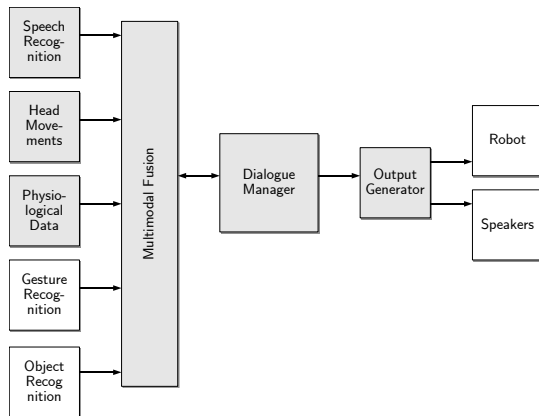 Speech
Recog-
nition
Head
Move-
ments
Physio-
logical
Data
Gesture
Recog-
nition
Object
Recog
nition
Multimodal Fusion
Dialogue
Manager
Output
Generator
Robot
Speakers